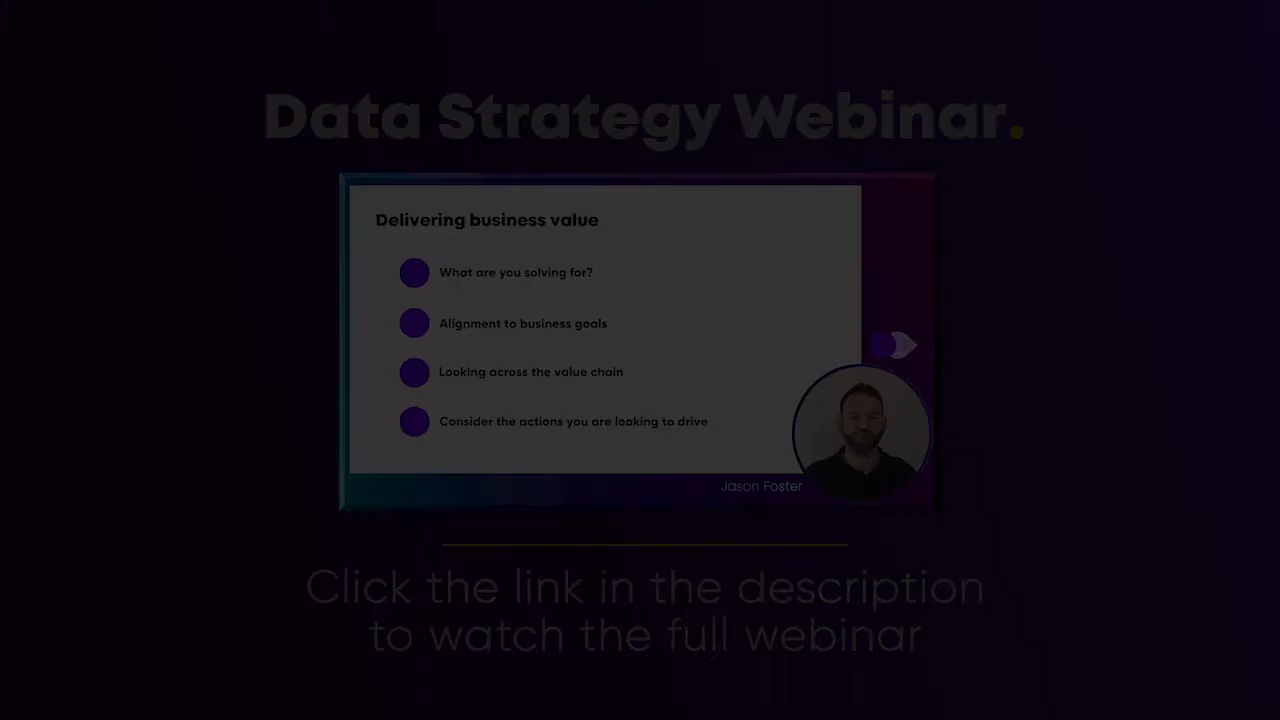 Data Strategy Webinar.
Delivering business value
What are you solving for?
Alignment to business goals
Looking across the value chain
Consider the actions you are looking to drive
Jason Foster
Click the link in the description
to watch the full webinar